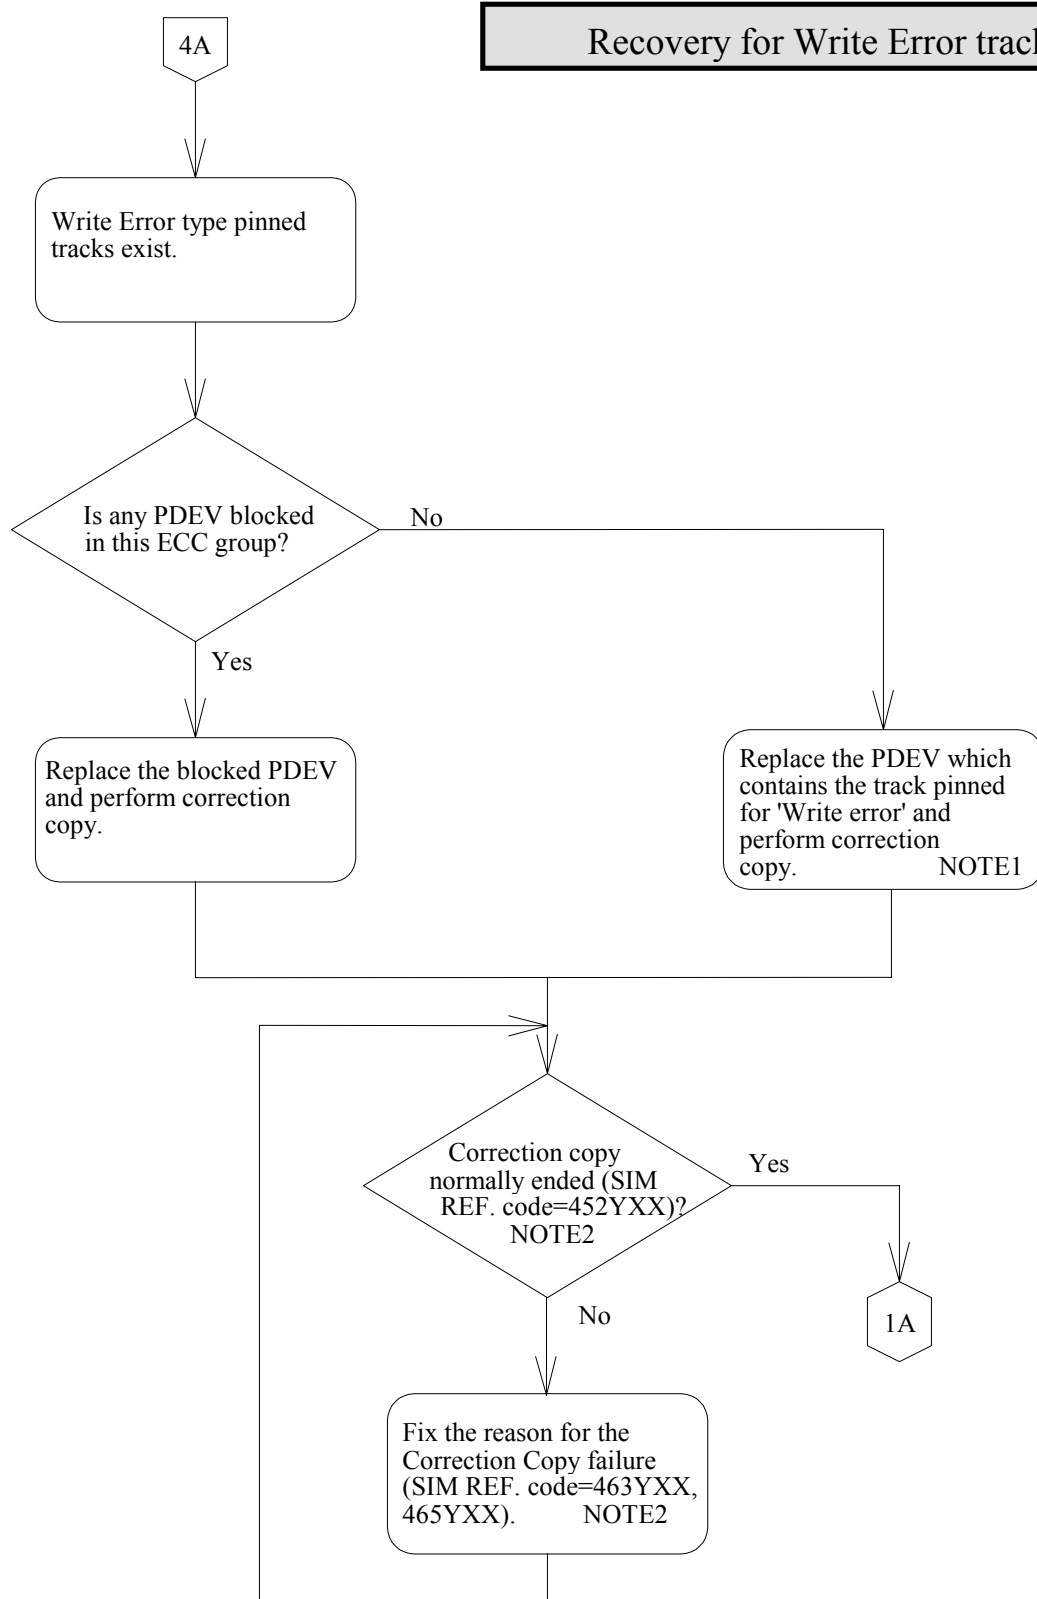 4A
Recovery for Write Error
Write Error type pinned
tracks exist.
Is any PDEV blocked
in this ECC group?
No
Yes
Replace the blocked PDEV
and perform correction
copy.
Replace the PDEV which
contains the track pinned
for 'Write error' and
perform correction
copy. NOTE1
Correction copy
normally ended (SIM
REF. code=452YXX)?
NOTE2
Yes
No
1A
Fix the reason for the
Correction Copy failure
(SIM REF. code=463YXX,
465YXX). NOTE2